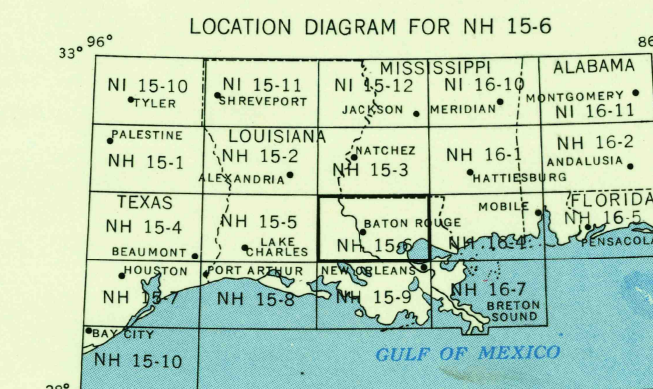 LOCATION DIAGRAM FOR NH 15-6
33° 96°
86
MISSISSIPPI
ALABAMA
NI 15-10
TYLER
NI 15-11
SHREVEPORT
NI 15-12
JACKSON
NI 16-10
MERIDIAN
MONTGOMERY
NI 16-11
PALESTINE
NH 15-1
LOUISIANA
NH 15-2
ALEXANDRIA
NATCHEZ
NH 15-3
NH 16-1
HATTIESBURG
NH 16-2
ANDALUSIA
TEXAS
NH 15-4
BEAUMONT
NH 15-5
LAKE
CHARLES
BATON ROUGE
NH 15-6
MOBILE
NH 16-4
FLORIDA
NH 16-5
PENSACOLA
HOUSTON
NH 15-7
PORT ARTHUR
NH 15-8
NEW ORLEANS
NH 15-9
NH 16-7
BRETON
SOUND
BAY CITY
NH 15-10
GULF OF MEXICO
28°